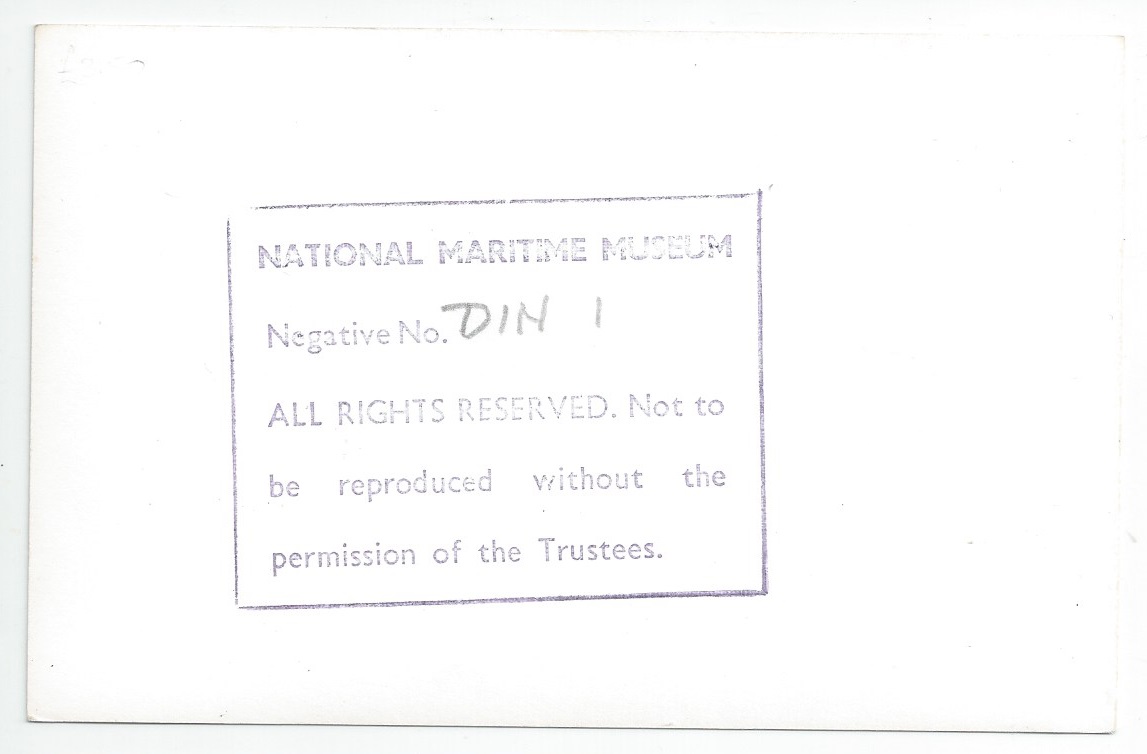 NATIONAL MARITIME MUSEUM
Negative No. DIN 1
ALL RIGHTS RESERVED. Not to
be reproduced without the
permission of the Trustees.